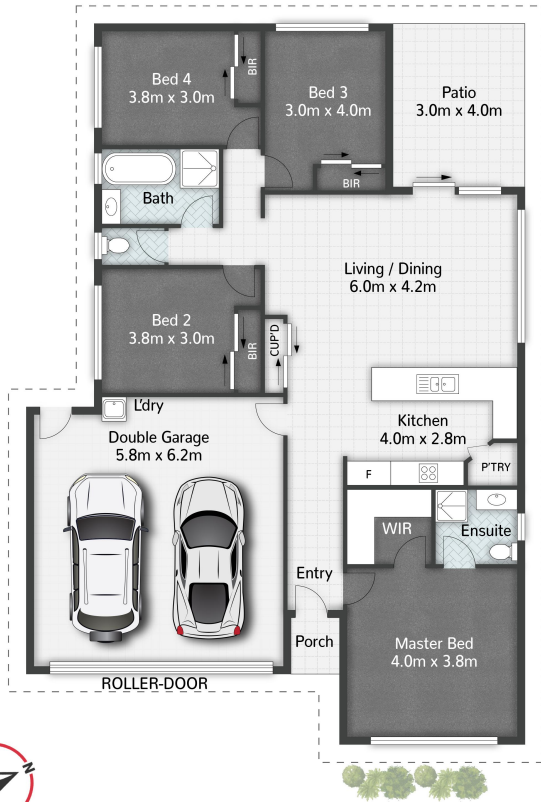 Bed 4
3.8m x 3.0m
BIR
Bed 3
3.0m x 4.0m
BIR
Patio
3.0m x 4.0m
Bath
Living / Dining
6.0m x 4.2m
Bed 2
3.8m x 3.0m
BIR
CUP'D
L'dry
Double Garage
5.8m x 6.2m
Kitchen
4.0m x 2.8m
F
P'TRY
WIR
Ensuite
Entry
Porch
Master Bed
4.0m x 3.8m
ROLLER-DOOR
N